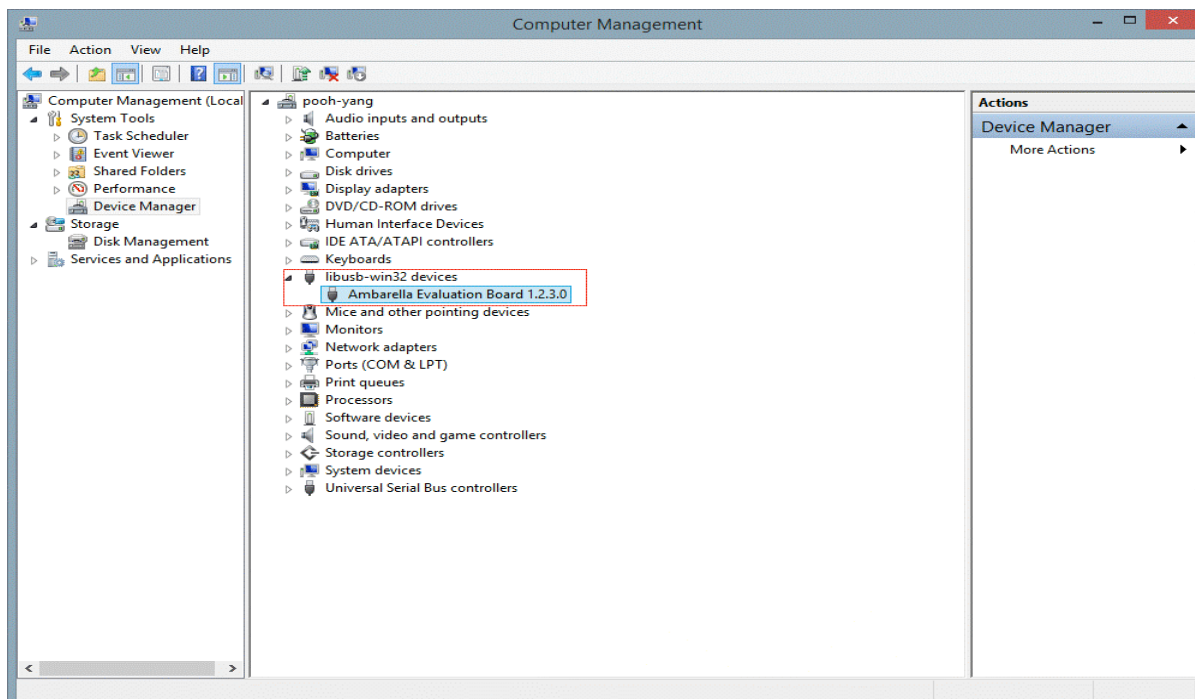 Computer Management
File Action View Help
Computer Management (Local
System Tools
Task Scheduler
Event Viewer
Shared Folders
Performance
Device Manager
Storage
Disk Management
Services and Applications
pooh-yang
Audio inputs and outputs
Batteries
Computer
Disk drives
Display adapters
DVD/CD-ROM drives
Human Interface Devices
IDE ATA/ATAPI controllers
Keyboards
libusb-win32 devices
Ambarella Evaluation Board 1.2.3.0
Mice and other pointing devices
Monitors
Network adapters
Ports (COM & LPT)
Print queues
Processors
Software devices
Sound, video and game controllers
Storage controllers
System devices
Universal Serial Bus controllers
Actions
Device Manager
More Actions